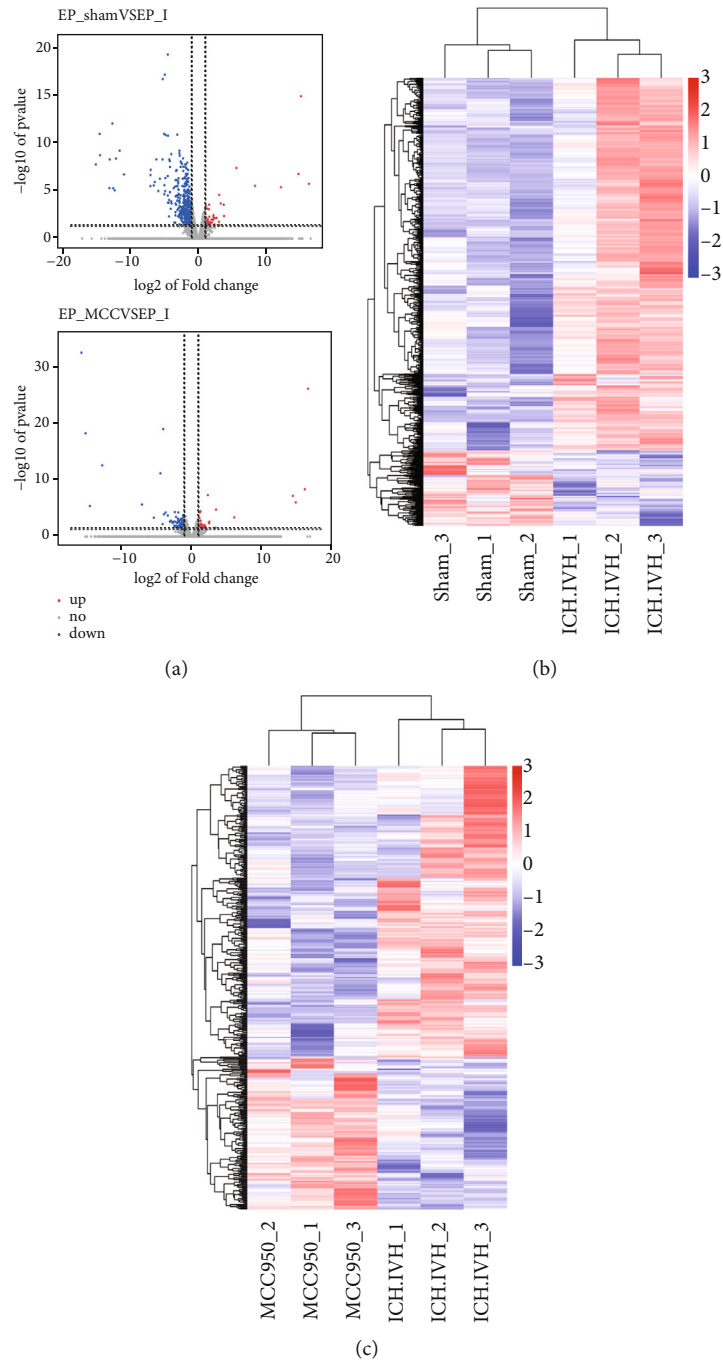 EP_shamVSEP_I
20
15
10
5
0
−log10 of pvalue
−20
−10
0
10
log2 of Fold change
EP_MCCVSEP_I
30
20
10
0
−log10 of pvalue
−10
0
10
20
log2 of Fold change
up
no
down
(a)
3
2
1
0
−1
−2
−3
Sham_3
Sham_1
Sham_2
ICH.IVH_1
ICH.IVH_2
ICH.IVH_3
(b)
3
2
1
0
−1
−2
−3
MCC950_2
MCC950_1
MCC950_3
ICH.IVH_1
ICH.IVH_2
ICH.IVH_3
(c)